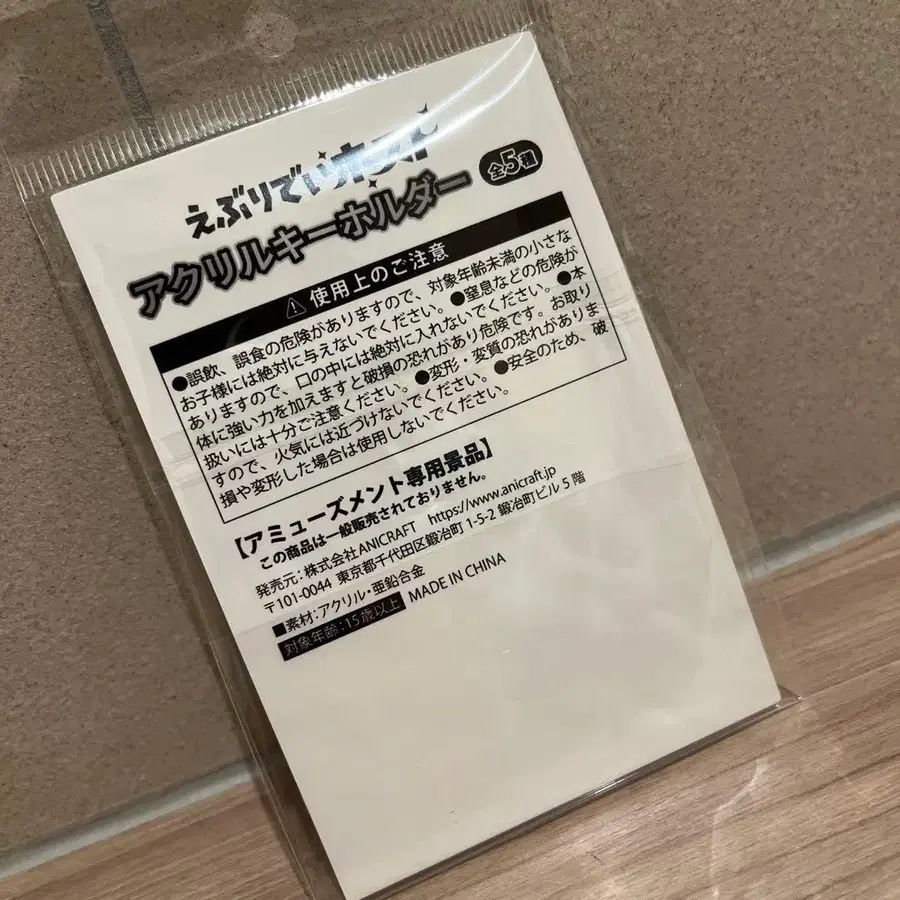 えぶりでいホスト
アクリルキーホルダー 全5種
⚠使用上のご注意
●誤飲、誤食の危険がありますので、対象年齢未満の小さな
お子様には絶対に与えないでください。●窒息などの危険が
ありますので、口の中には絶対に入れないでください。●本
体に強い力を加えますと破損の恐れがあり危険です。お取り
扱いには十分ご注意ください。●変形・変質の恐れがありま
すので、火気には近づけないでください。●安全のため、破
損や変形した場合は使用しないでください。
【アミューズメント専用景品】
この商品は一般販売されておりません。
発売元：株式会社ANICRAFT https://www.anicraft.jp
〒101-0044 東京都千代田区鍛冶町 1-5-2 鍛冶町ビル 5 階
■素材：アクリル・亜鉛合金
対象年齢：15歳以上 MADE IN CHINA